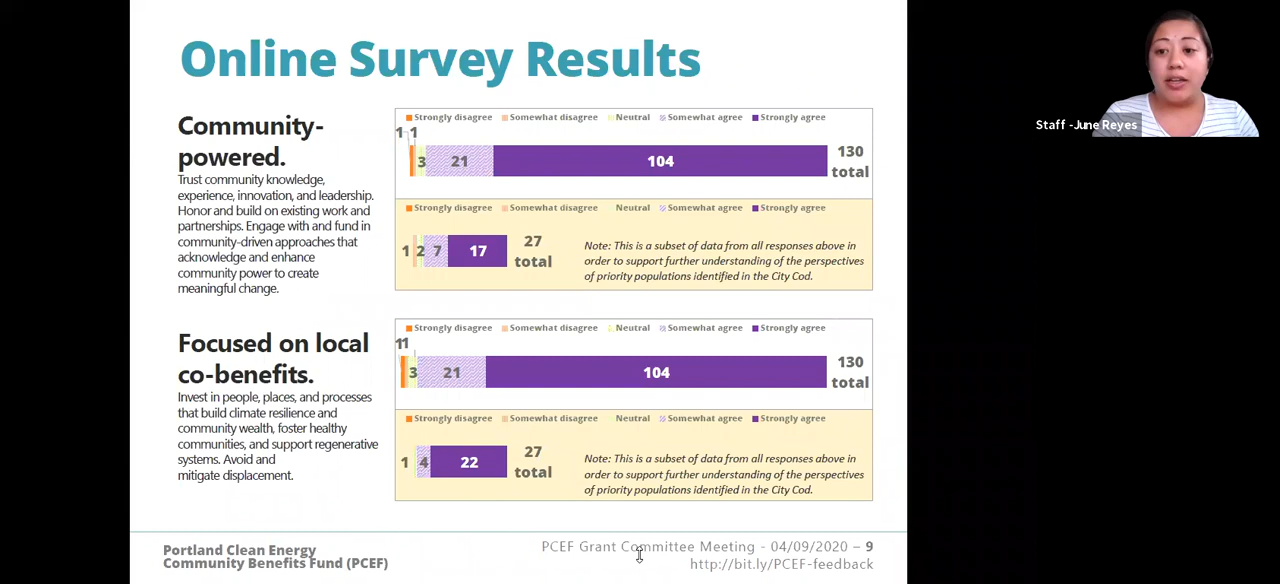 Online Survey Results
Community-
powered.
Trust community knowledge,
experience, innovation, and leadership.
Honor and build on existing work and
partnerships. Engage with and fund in
community-driven approaches that
acknowledge and enhance
community power to create
meaningful change.
Strongly disagree Somewhat disagree Neutral Somewhat agree Strongly agree
1 1
3 21 104
130
total
Strongly disagree Somewhat disagree Neutral Somewhat agree Strongly agree
1 2 7 17
27
total
Note: This is a subset of data from all responses above in
order to support further understanding of the perspectives
of priority populations identified in the City Cod.
Focused on local
co-benefits.
Invest in people, places, and processes
that build climate resilience and
community wealth, foster healthy
communities, and support regenerative
systems. Avoid and
mitigate displacement.
Strongly disagree Somewhat disagree Neutral Somewhat agree Strongly agree
11
3 21 104
130
total
Strongly disagree Somewhat disagree Neutral Somewhat agree Strongly agree
1 4 22
27
total
Note: This is a subset of data from all responses above in
order to support further understanding of the perspectives
of priority populations identified in the City Cod.
Portland Clean Energy
Community Benefits Fund (PCEF)
PCEF Grant Committee Meeting - 04/09/2020 – 9
http://bit.ly/PCEF-feedback
Staff -June Reyes